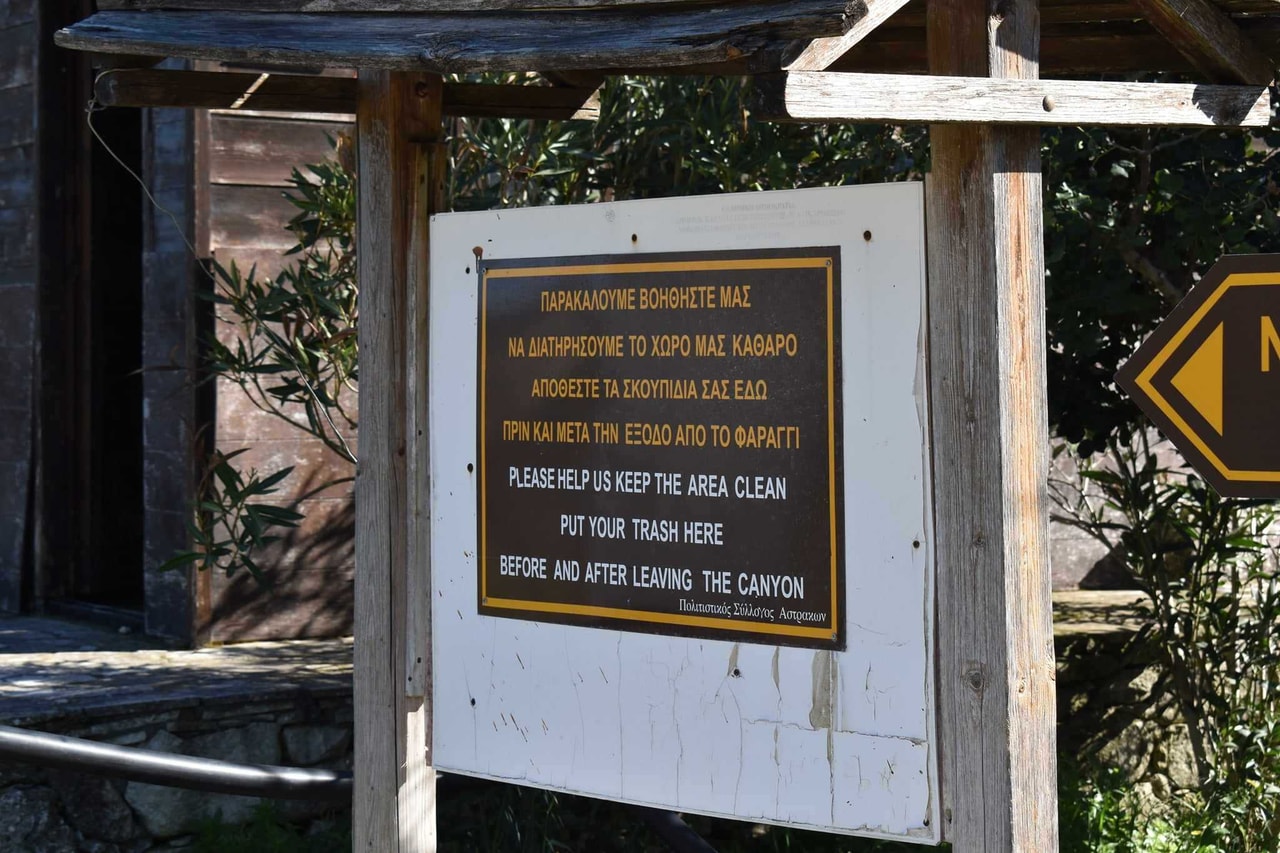 ΠΑΡΑΚΑΛΟΥΜΕ ΒΟΗΘΗΣΤΕ ΜΑΣ
ΝΑ ΔΙΑΤΗΡΗΣΟΥΜΕ ΤΟ ΧΩΡΟ ΜΑΣ ΚΑΘΑΡΟ
ΑΠΟΘΕΣΤΕ ΤΑ ΣΚΟΥΠΙΔΙΑ ΣΑΣ ΕΔΩ
ΠΡΙΝ ΚΑΙ ΜΕΤΑ ΤΗΝ ΕΞΟΔΟ ΑΠΟ ΤΟ ΦΑΡΑΓΓΙ
PLEASE HELP US KEEP THE AREA CLEAN
PUT YOUR TRASH HERE
BEFORE AND AFTER LEAVING THE CANYON
Πολιτιστικός Σύλλογος Αστρακων